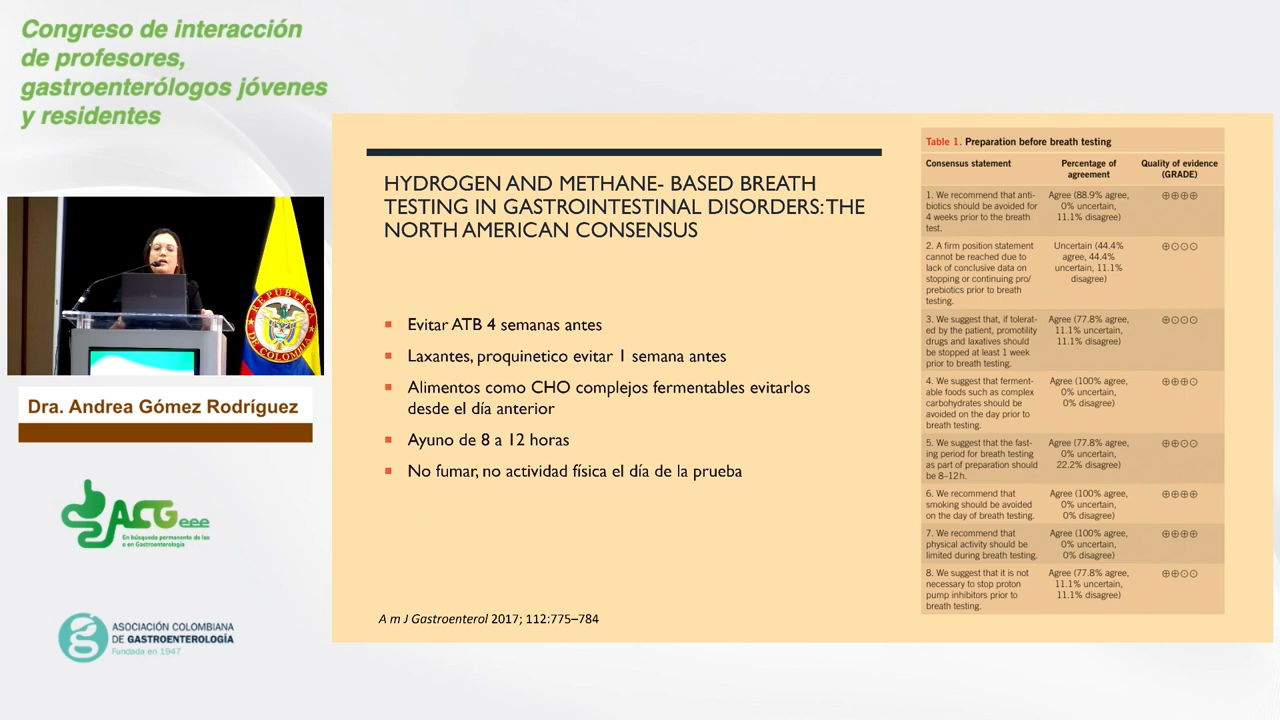 Congreso de interacción
de profesores,
gastroenterólogos jóvenes
y residentes
REPUBLICA
DE COLOMBIA
Dra. Andrea Gómez Rodríguez
ACGeee
En búsqueda permanente de las
e en Gastroenterología
ASOCIACIÓN COLOMBIANA
DE GASTROENTEROLOGÍA
Fundada en 1947
HYDROGEN AND METHANE- BASED BREATH
TESTING IN GASTROINTESTINAL DISORDERS: THE
NORTH AMERICAN CONSENSUS
Evitar ATB 4 semanas antes
Laxantes, proquinetico evitar 1 semana antes
Alimentos como CHO complejos fermentables evitarlos
desde el día anterior
Ayuno de 8 a 12 horas
No fumar, no actividad física el día de la prueba
A m J Gastroenterol 2017; 112:775–784
Table 1. Preparation before breath testing
Consensus statement Percentage of agreement Quality of evidence (GRADE)
1. We recommend that anti-
biotics should be avoided for
4 weeks prior to the breath
test.
Agree (88.9% agree,
0% uncertain,
11.1% disagree)
⊕⊕⊕⊕
2. A firm position statement
cannot be reached due to
lack of conclusive data on
stopping or continuing pro/
prebiotics prior to breath
testing.
Uncertain (44.4%
agree, 44.4%
uncertain, 11.1%
disagree)
⊕⊙⊙⊙
3. We suggest that, if tolerat-
ed by the patient, promotility
drugs and laxatives should
be stopped at least 1 week
prior to breath testing.
Agree (77.8% agree,
11.1% uncertain,
11.1% disagree)
⊕⊙⊙⊙
4. We suggest that ferment-
able foods such as complex
carbohydrates should be
avoided on the day prior to
breath testing.
Agree (100% agree,
0% uncertain,
0% disagree)
⊕⊕⊕⊙
5. We suggest that the fast-
ing period for breath testing
as part of preparation should
be 8–12 h.
Agree (77.8% agree,
0% uncertain,
22.2% disagree)
⊕⊕⊙⊙
6. We recommend that
smoking should be avoided
on the day of breath testing.
Agree (100% agree,
0% uncertain,
0% disagree)
⊕⊕⊕⊕
7. We recommend that
physical activity should be
limited during breath testing.
Agree (100% agree,
0% uncertain,
0% disagree)
⊕⊕⊕⊕
8. We suggest that it is not
necessary to stop proton
pump inhibitors prior to
breath testing.
Agree (77.8% agree,
11.1% uncertain,
11.1% disagree)
⊕⊕⊙⊙